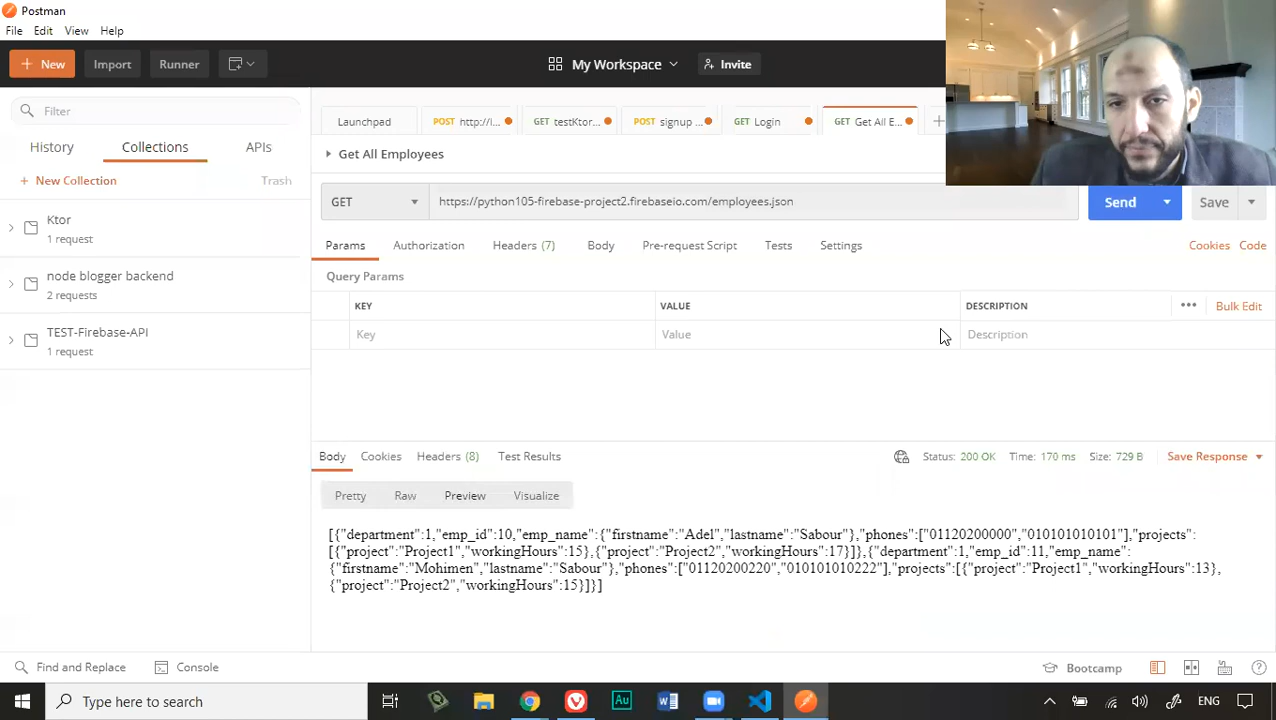 Postman
File Edit View Help
New Import Runner My Workspace Invite
Filter
History Collections APIs
New Collection Trash
Ktor
1 request
node blogger backend
2 requests
TEST-Firebase-API
1 request
Launchpad POST http://l... GET testKtor... POST signup ... GET Login GET Get All E...
Get All Employees
GET https://python105-firebase-project2.firebaseio.com/employees.json Send Save
Params Authorization Headers (7) Body Pre-request Script Tests Settings Cookies Code
Query Params
KEY VALUE DESCRIPTION ••• Bulk Edit
Key Value Description
Body Cookies Headers (8) Test Results Status: 200 OK Time: 170 ms Size: 729 B Save Response
Pretty Raw Preview Visualize
[{"department":1,"emp_id":10,"emp_name":{"firstname":"Adel","lastname":"Sabour"},"phones":["01120200000","010101010101"],"projects":
[{"project":"Project1","workingHours":15},{"project":"Project2","workingHours":17}]},{"department":1,"emp_id":11,"emp_name":
{"firstname":"Mohimen","lastname":"Sabour"},"phones":["01120200220","010101010222"],"projects":[{"project":"Project1","workingHours":13},
{"project":"Project2","workingHours":15}]}]
Find and Replace Console Bootcamp
Type here to search Au W ENG